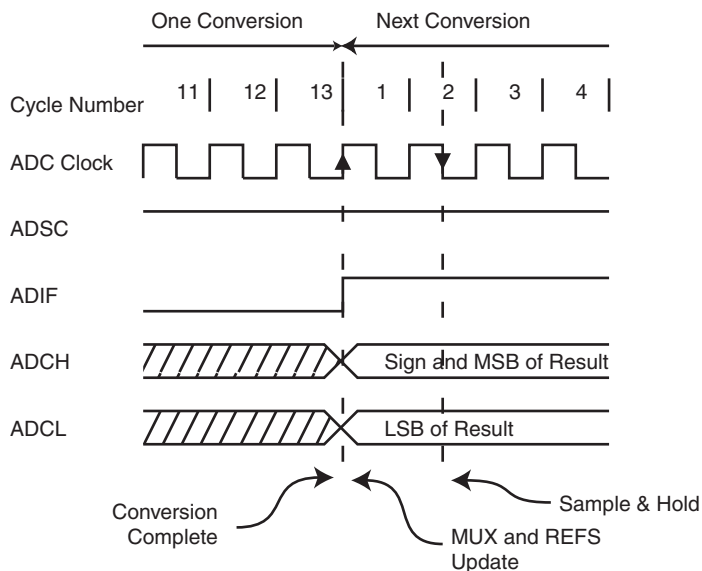 One Conversion Next Conversion
Cycle Number 11 12 13 1 2 3 4
ADC Clock
ADSC
ADIF
ADCH Sign and MSB of Result
ADCL LSB of Result
Conversion
Complete
MUX and REFS
Update
Sample & Hold